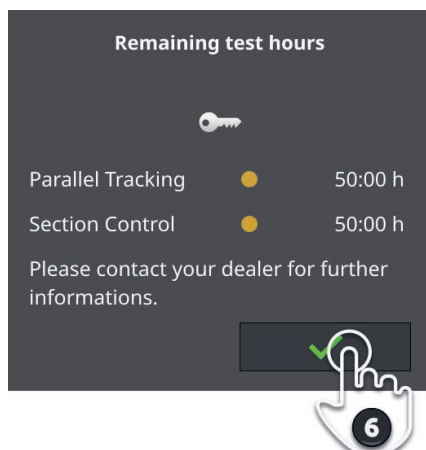 Remaining test hours
Parallel Tracking 50:00 h
Section Control 50:00 h
Please contact your dealer for further
informations.
6